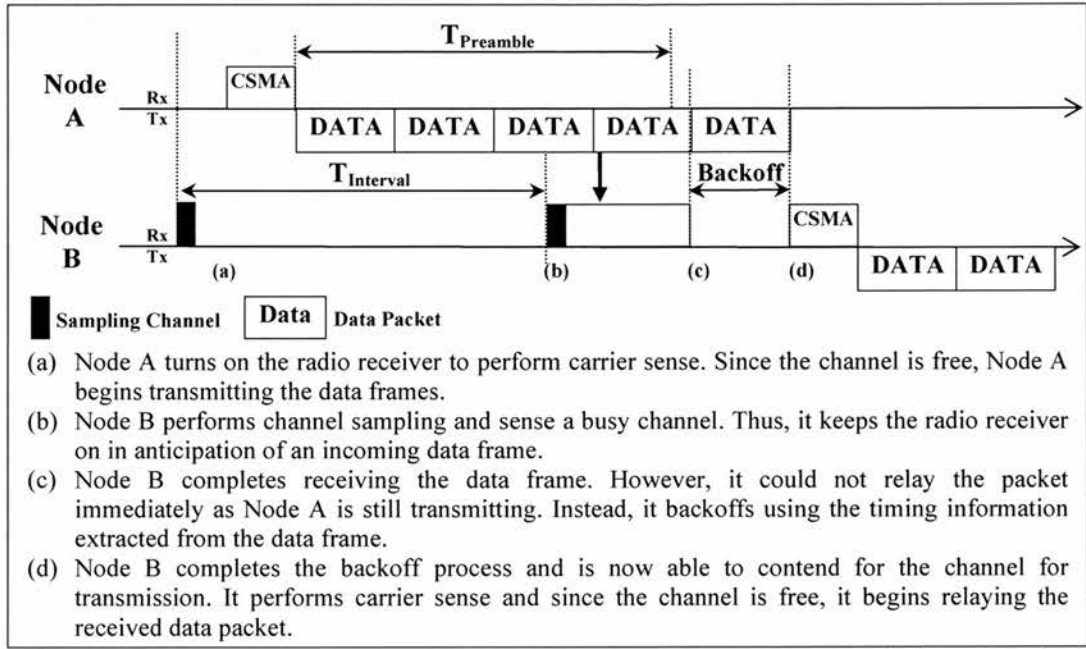 T Preamble
Node A
CSMA
Rx
Tx
DATA DATA DATA DATA DATA
T Interval
Backoff
Node B
CSMA
Rx
Tx
(a) (b) (c) (d)
DATA DATA
Sampling Channel Data Data Packet
(a) Node A turns on the radio receiver to perform carrier sense. Since the channel is free, Node A
begins transmitting the data frames.
(b) Node B performs channel sampling and sense a busy channel. Thus, it keeps the radio receiver
on in anticipation of an incoming data frame.
(c) Node B completes receiving the data frame. However, it could not relay the packet
immediately as Node A is still transmitting. Instead, it backoffs using the timing information
extracted from the data frame.
(d) Node B completes the backoff process and is now able to contend for the channel for
transmission. It performs carrier sense and since the channel is free, it begins relaying the
received data packet.